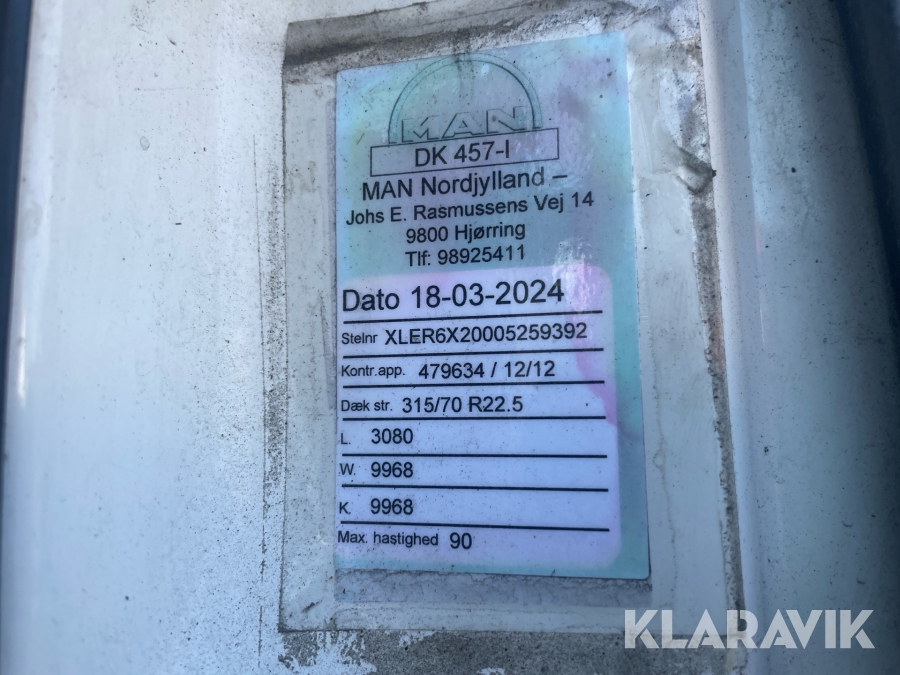 MAN
DK 457-I
MAN Nordjylland –
Johs E. Rasmussens Vej 14
9800 Hjørring
Tlf: 98925411
Dato 18-03-2024
Stelnr XLER6X20005259392
Kontr.app. 479634 / 12/12
Dæk str. 315/70 R22.5
L. 3080
W. 9968
K. 9968
Max. hastighed 90
KLARAVIK